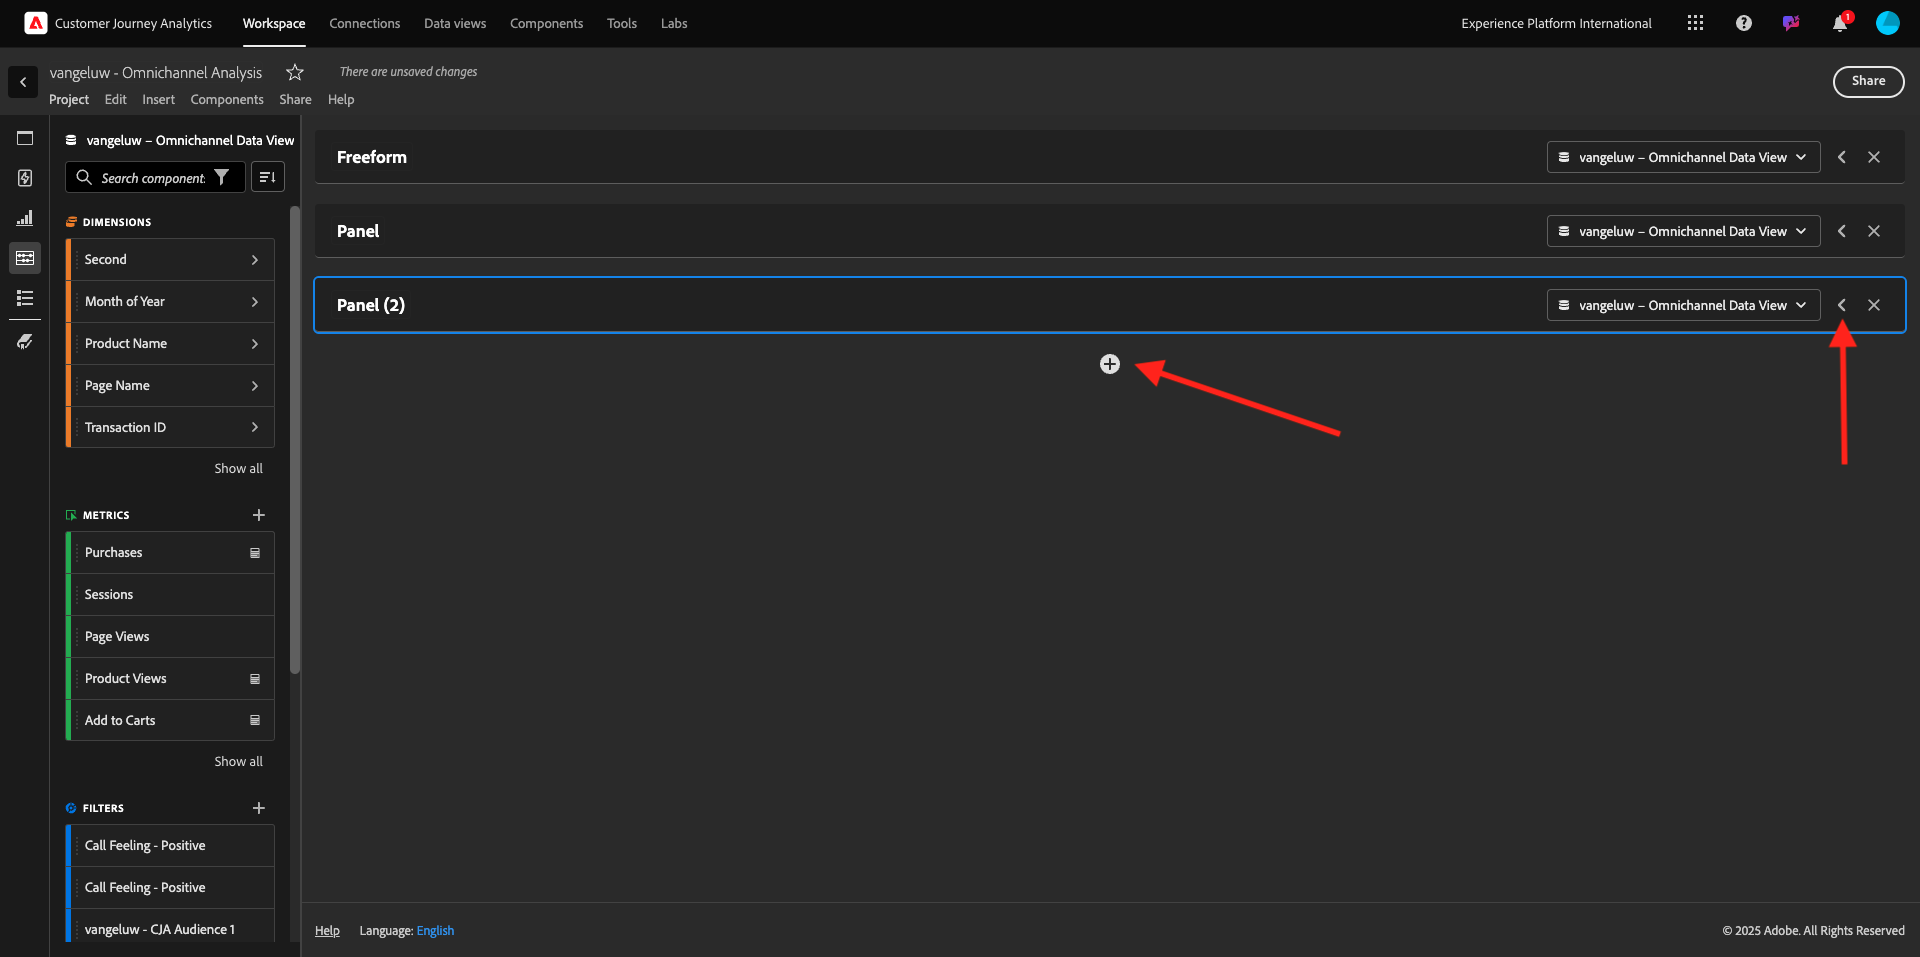 Customer Journey Analytics
Workspace
Connections
Data views
Components
Tools
Labs
Experience Platform International
1
vangeluw - Omnichannel Analysis
There are unsaved changes
Project
Edit
Insert
Components
Share
Help
Share
vangeluw – Omnichannel Data View
Search component
DIMENSIONS
Second
Month of Year
Product Name
Page Name
Transaction ID
Show all
METRICS
Purchases
Sessions
Page Views
Product Views
Add to Carts
Show all
FILTERS
Call Feeling - Positive
Call Feeling - Positive
vangeluw - CJA Audience 1
Freeform
vangeluw – Omnichannel Data View
Panel
vangeluw – Omnichannel Data View
Panel (2)
vangeluw – Omnichannel Data View
Help
Language: English
© 2025 Adobe. All Rights Reserved